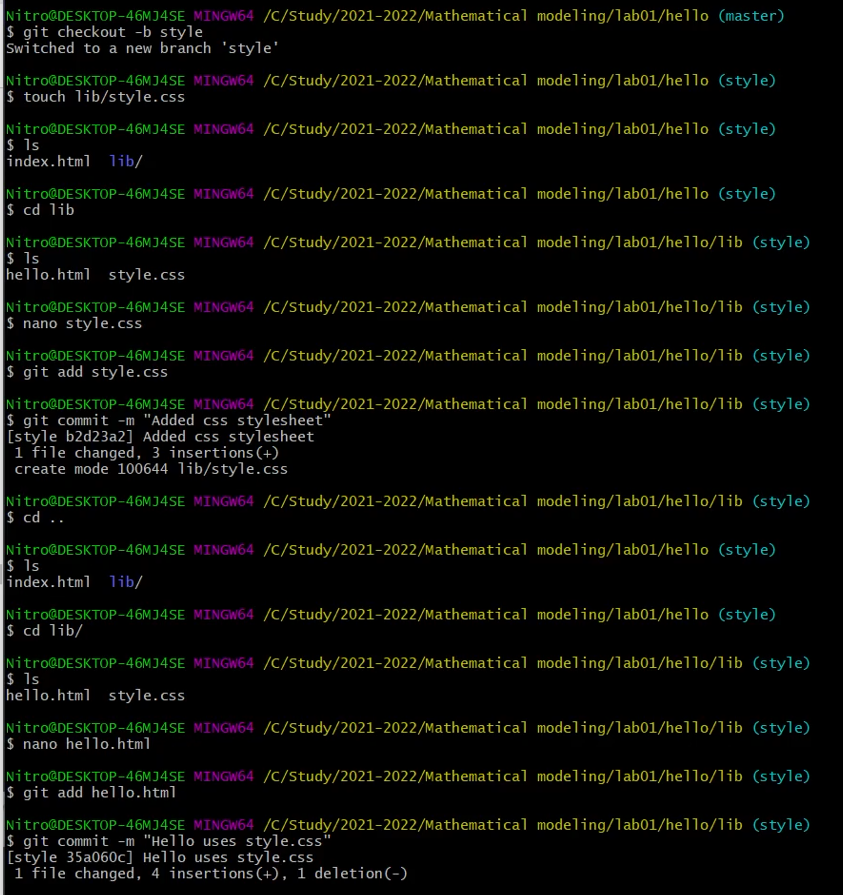 Nitro@DESKTOP-46MJ4SE MINGW64 /C/Study/2021-2022/Mathematical modeling/lab01/hello (master)
$ git checkout -b style
Switched to a new branch 'style'
Nitro@DESKTOP-46MJ4SE MINGW64 /C/Study/2021-2022/Mathematical modeling/lab01/hello (style)
$ touch lib/style.css
Nitro@DESKTOP-46MJ4SE MINGW64 /C/Study/2021-2022/Mathematical modeling/lab01/hello (style)
$ ls
index.html  lib/
Nitro@DESKTOP-46MJ4SE MINGW64 /C/Study/2021-2022/Mathematical modeling/lab01/hello (style)
$ cd lib
Nitro@DESKTOP-46MJ4SE MINGW64 /C/Study/2021-2022/Mathematical modeling/lab01/hello/lib (style)
$ ls
hello.html  style.css
Nitro@DESKTOP-46MJ4SE MINGW64 /C/Study/2021-2022/Mathematical modeling/lab01/hello/lib (style)
$ nano style.css
Nitro@DESKTOP-46MJ4SE MINGW64 /C/Study/2021-2022/Mathematical modeling/lab01/hello/lib (style)
$ git add style.css
Nitro@DESKTOP-46MJ4SE MINGW64 /C/Study/2021-2022/Mathematical modeling/lab01/hello/lib (style)
$ git commit -m "Added css stylesheet"
[style b2d23a2] Added css stylesheet
 1 file changed, 3 insertions(+)
 create mode 100644 lib/style.css
Nitro@DESKTOP-46MJ4SE MINGW64 /C/Study/2021-2022/Mathematical modeling/lab01/hello/lib (style)
$ cd ..
Nitro@DESKTOP-46MJ4SE MINGW64 /C/Study/2021-2022/Mathematical modeling/lab01/hello (style)
$ ls
index.html  lib/
Nitro@DESKTOP-46MJ4SE MINGW64 /C/Study/2021-2022/Mathematical modeling/lab01/hello (style)
$ cd lib/
Nitro@DESKTOP-46MJ4SE MINGW64 /C/Study/2021-2022/Mathematical modeling/lab01/hello/lib (style)
$ ls
hello.html  style.css
Nitro@DESKTOP-46MJ4SE MINGW64 /C/Study/2021-2022/Mathematical modeling/lab01/hello/lib (style)
$ nano hello.html
Nitro@DESKTOP-46MJ4SE MINGW64 /C/Study/2021-2022/Mathematical modeling/lab01/hello/lib (style)
$ git add hello.html
Nitro@DESKTOP-46MJ4SE MINGW64 /C/Study/2021-2022/Mathematical modeling/lab01/hello/lib (style)
$ git commit -m "Hello uses style.css"
[style 35a060c] Hello uses style.css
 1 file changed, 4 insertions(+), 1 deletion(-)